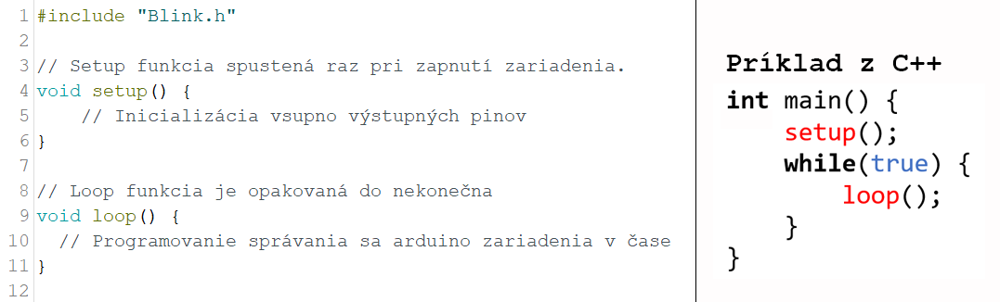 1 #include "Blink.h"
2
3 // Setup funkcia spustená raz pri zapnutí zariadenia.
4 void setup() {
5     // Inicializácia vsupno výstupných pinov
6 }
7
8 // Loop funkcia je opakovaná do nekonečna
9 void loop() {
10   // Programovanie správania sa arduino zariadenia v čase
11 }
12
Príklad z C++
int main() {
    setup();
    while(true) {
        loop();
    }
}